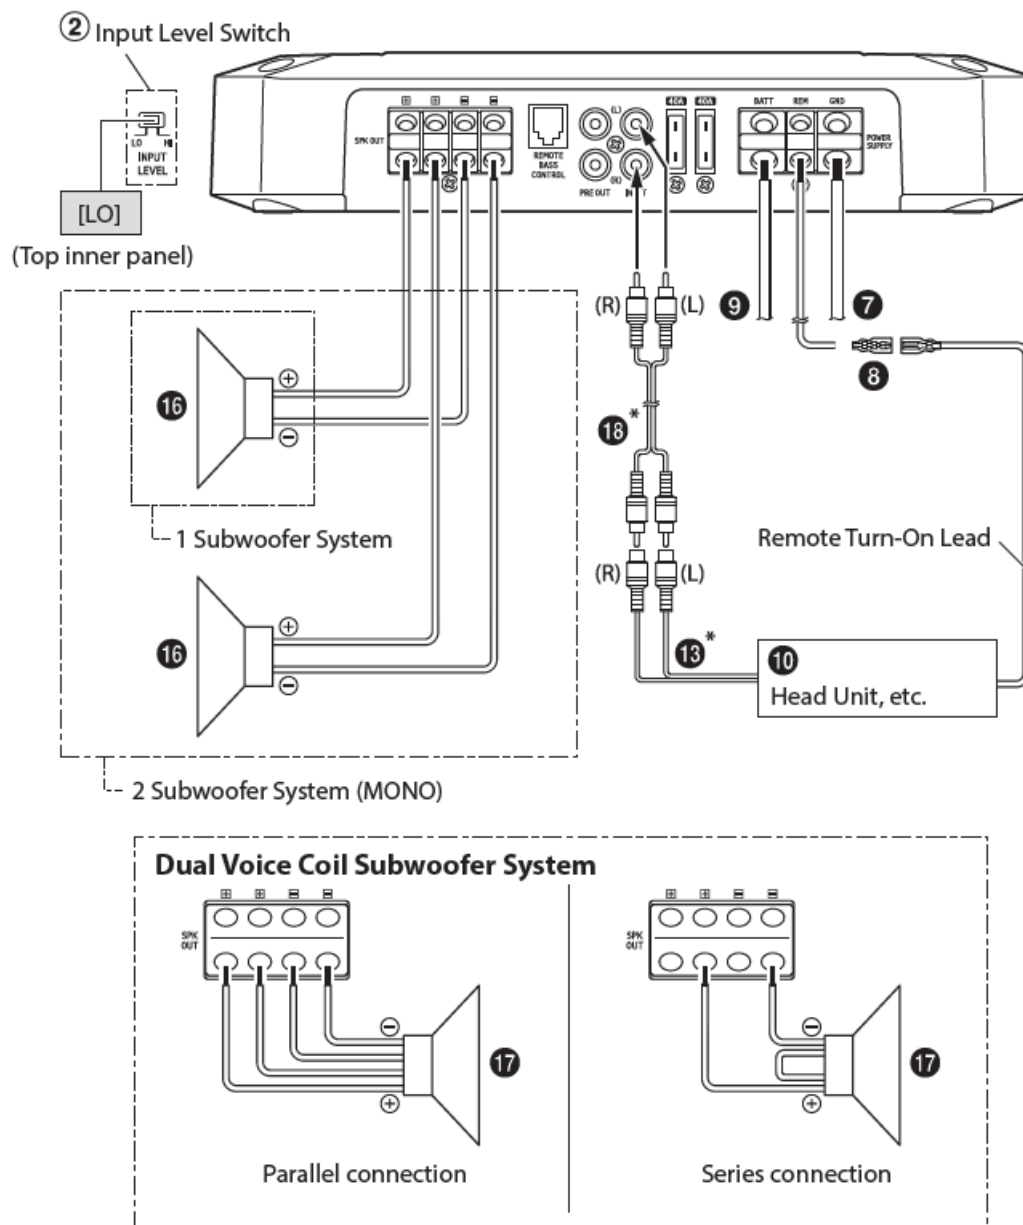 ② Input Level Switch
LO HI
INPUT
LEVEL
[LO]
(Top inner panel)
SPK OUT
REMOTE
BASS
CONTROL
(L)
(R)
PRE OUT
40A 40A
BATT REM GND
POWER
SUPPLY
(R) (L)
9 7
8
+
16
−
18*
1 Subwoofer System
Remote Turn-On Lead
(R) (L)
+
16
−
13*
10
Head Unit, etc.
2 Subwoofer System (MONO)
Dual Voice Coil Subwoofer System
+ + − −
SPK
OUT
−
17
+
Parallel connection
+ + − −
SPK
OUT
−
17
+
Series connection